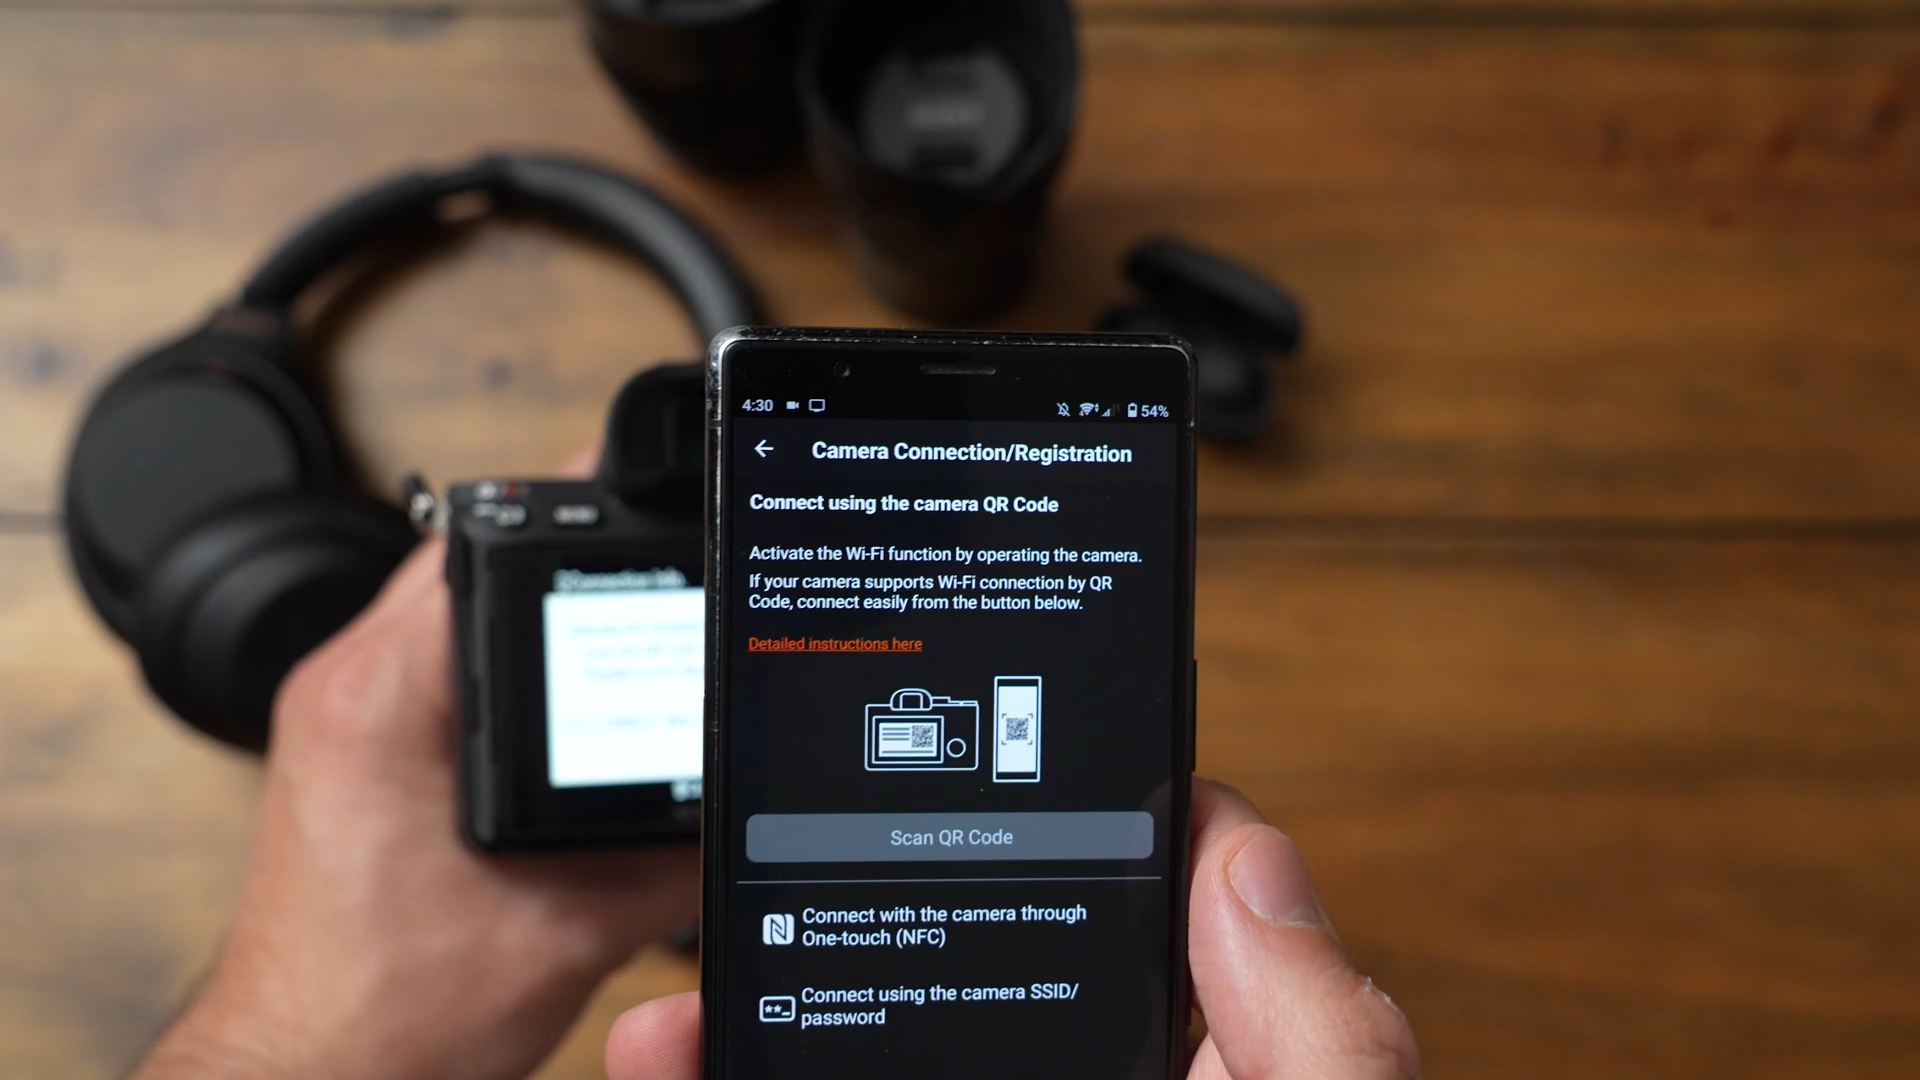 4:30
54%
Camera Connection/Registration
Connect using the camera QR Code
Activate the Wi-Fi function by operating the camera.
If your camera supports Wi-Fi connection by QR
Code, connect easily from the button below.
Detailed instructions here
Scan QR Code
Connect with the camera through
One-touch (NFC)
**_ Connect using the camera SSID/
password